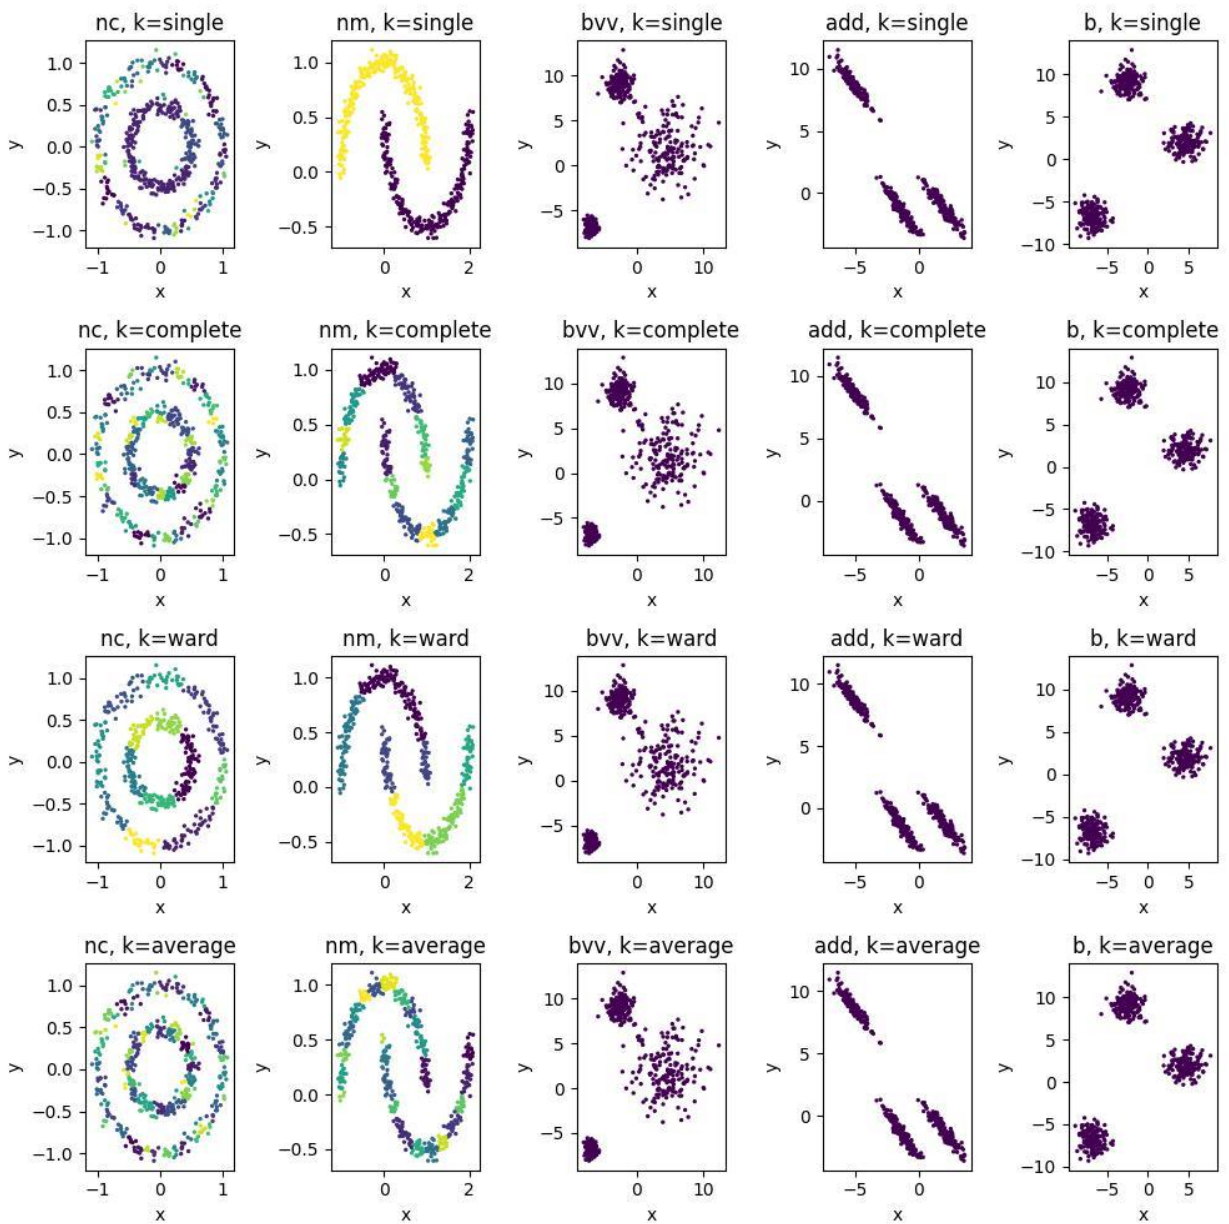 nc, k=single
nm, k=single
bvv, k=single
add, k=single
b, k=single
1.0
0.5
0.0
−0.5
−1.0
y
−1
0
1
x
1.0
0.5
0.0
−0.5
y
0
2
x
10
5
0
−5
y
0
10
x
10
5
0
y
−5
0
x
10
5
0
−5
−10
y
−5
0
5
x
nc, k=complete
nm, k=complete
bvv, k=complete
add, k=complete
b, k=complete
1.0
0.5
0.0
−0.5
−1.0
y
−1
0
1
x
1.0
0.5
0.0
−0.5
y
0
2
x
10
5
0
−5
y
0
10
x
10
5
0
y
−5
0
x
10
5
0
−5
−10
y
−5
0
5
x
nc, k=ward
nm, k=ward
bvv, k=ward
add, k=ward
b, k=ward
1.0
0.5
0.0
−0.5
−1.0
y
−1
0
1
x
1.0
0.5
0.0
−0.5
y
0
2
x
10
5
0
−5
y
0
10
x
10
5
0
y
−5
0
x
10
5
0
−5
−10
y
−5
0
5
x
nc, k=average
nm, k=average
bvv, k=average
add, k=average
b, k=average
1.0
0.5
0.0
−0.5
−1.0
y
−1
0
1
x
1.0
0.5
0.0
−0.5
y
0
2
x
10
5
0
−5
y
0
10
x
10
5
0
y
−5
0
x
10
5
0
−5
−10
y
−5
0
5
x